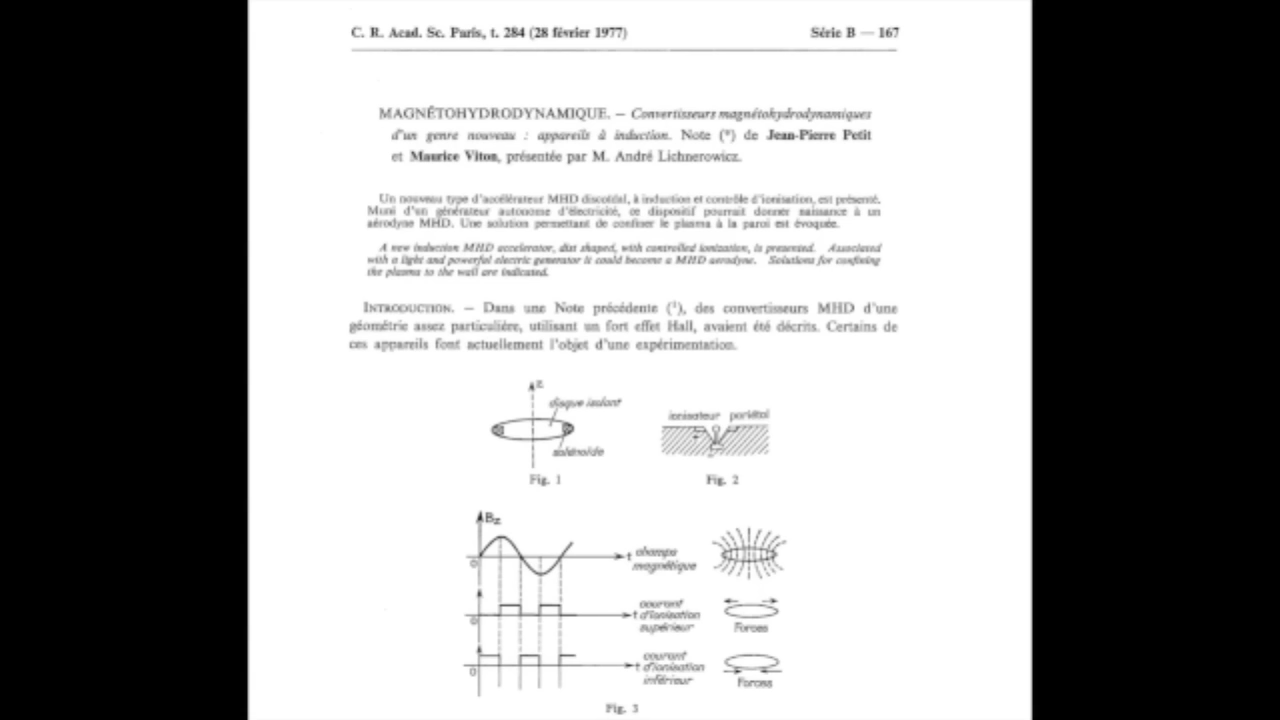 C. R. Acad. Sc. Paris, t. 284 (28 février 1977)
Série B — 167
MAGNÉTOHYDRODYNAMIQUE. — Convertisseurs magnétohydrodynamiques
d'un genre nouveau : appareils à induction. Note (*) de Jean-Pierre Petit
et Maurice Viton, présentée par M. André Lichnerowicz.
Un nouveau type d'accélérateur MHD discoïdal, à induction et contrôle d'ionisation, est présenté.
Muni d'un générateur autonome d'électricité, ce dispositif pourrait donner naissance à un
aérodyne MHD. Une solution permettant de confiner le plasma à la paroi est évoquée.
A new induction MHD accelerator, dist shaped, with controlled ionization, is presented. Associated
with a light and powerful electric generator it could become a MHD aerodyne. Solutions for confining
the plasma to the wall are indicated.
INTRODUCTION. — Dans une Note précédente (¹), des convertisseurs MHD d'une
géométrie assez particulière, utilisant un fort effet Hall, avaient été décrits. Certains de
ces appareils font actuellement l'objet d'une expérimentation.
z
disque isolant
solénoïde
Fig. 1
ionisateur pariétal
Fig. 2
Bz
0
t
champs
magnétique
0
t
courant
d'ionisation
supérieur
Forces
0
t
courant
d'ionisation
inférieur
Forces
Fig. 3